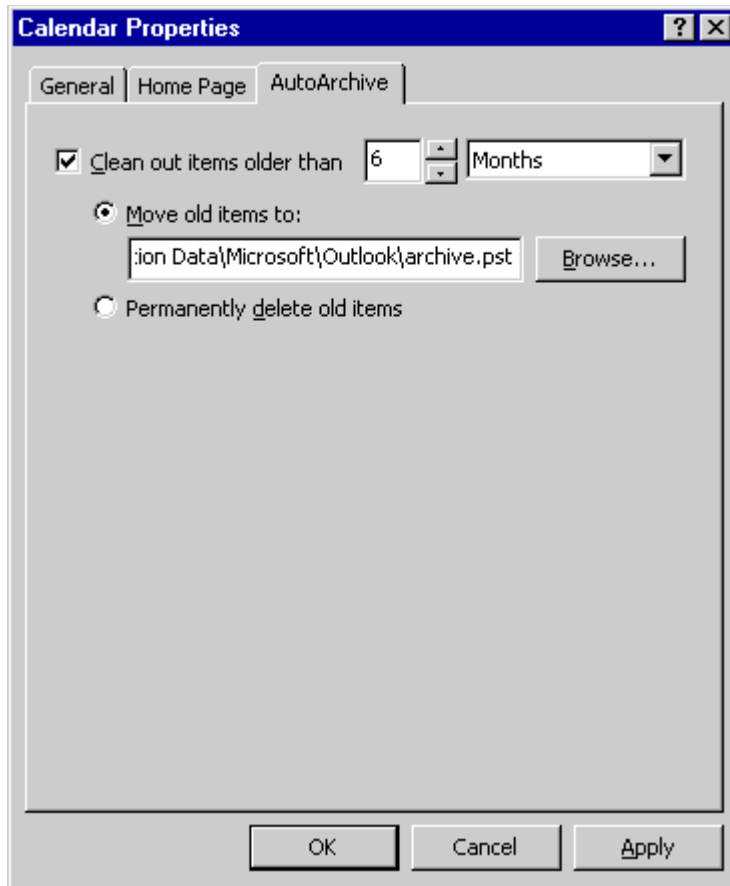 Calendar Properties
General Home Page AutoArchive
Clean out items older than 6 Months
Move old items to:
:ion Data\Microsoft\Outlook\archive.pst Browse...
Permanently delete old items
OK Cancel Apply